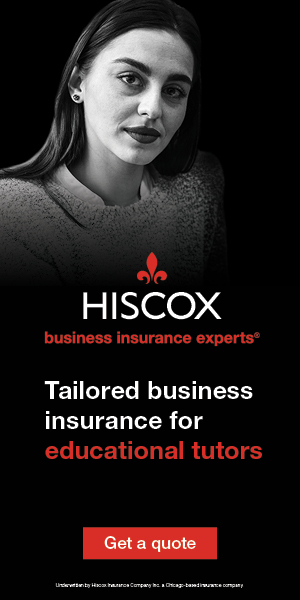 HISCOX
business insurance experts®
Tailored business
insurance for
educational tutors
Get a quote
Underwritten by Hiscox Insurance Company Inc. a Chicago-based insurance company